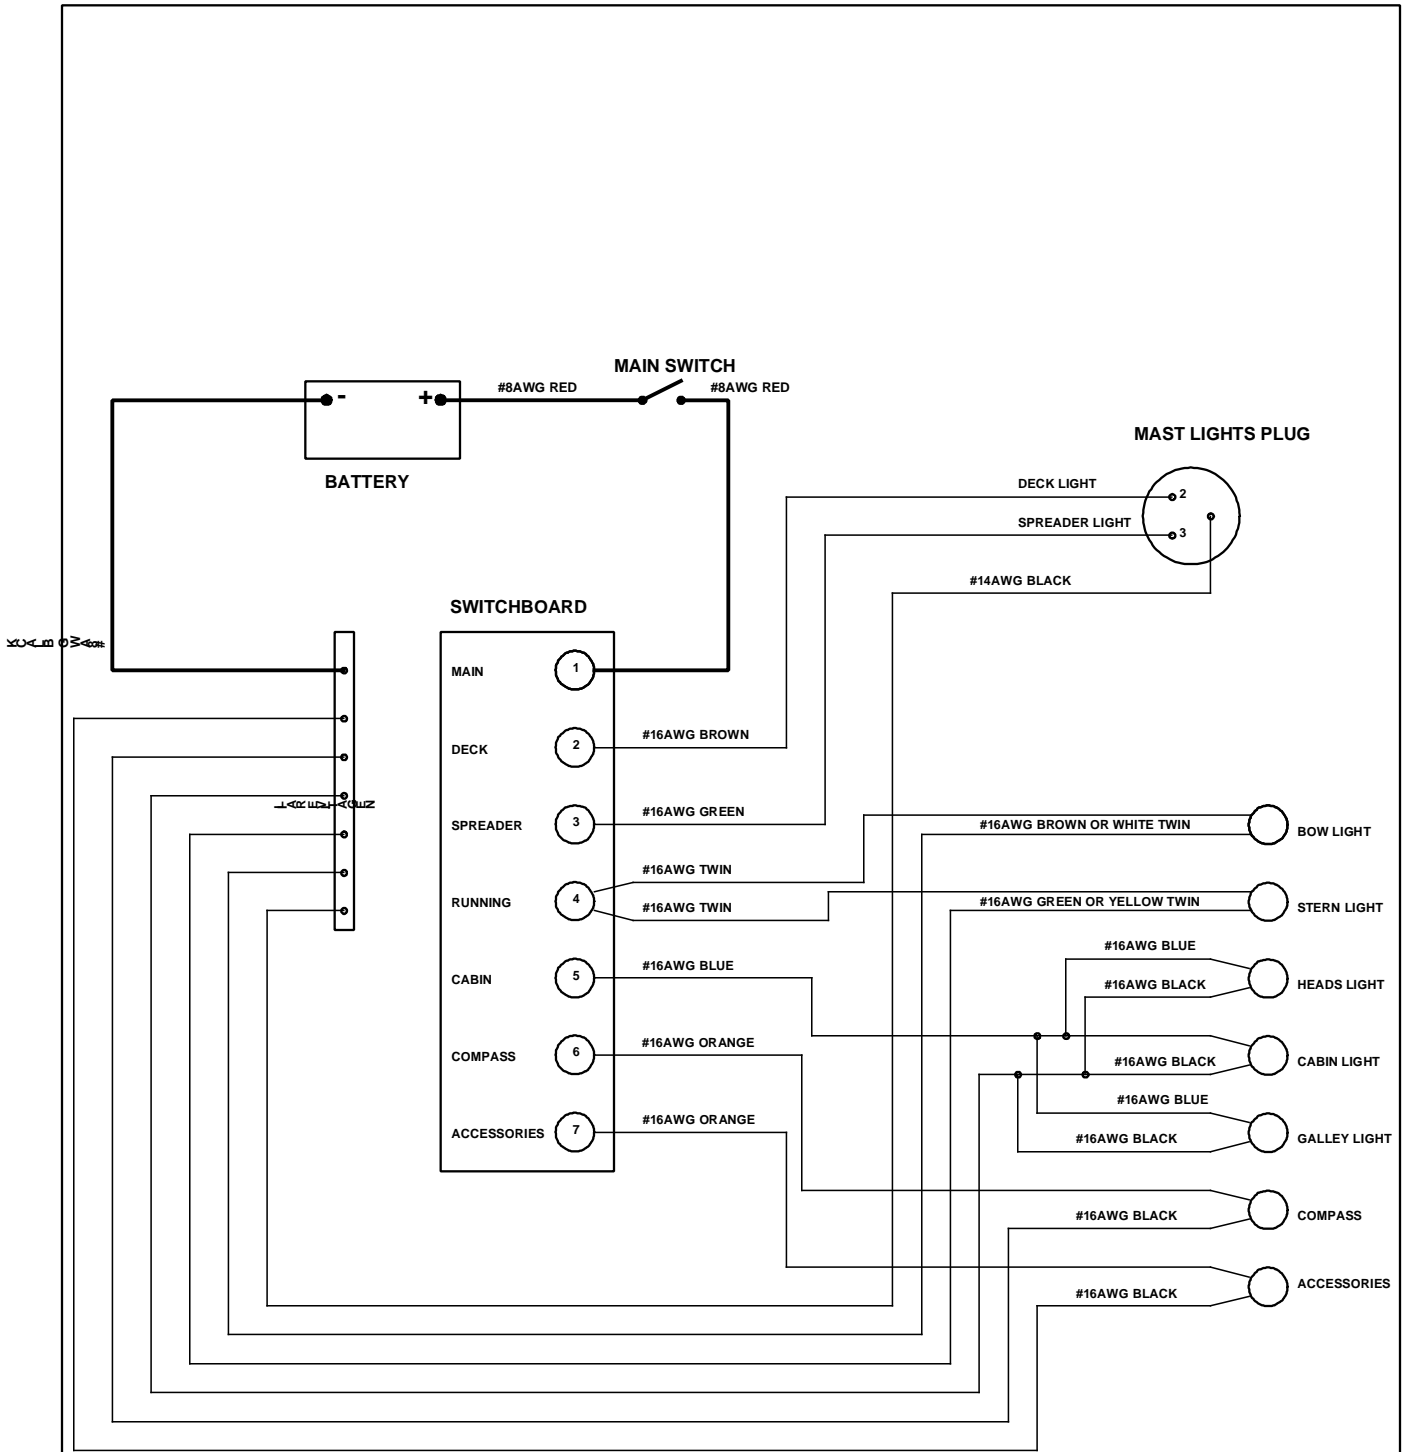 MAIN SWITCH
#8AWG RED
#8AWG RED
-
+
BATTERY
MAST LIGHTS PLUG
DECK LIGHT
2
SPREADER LIGHT
3
#14AWG BLACK
SWITCHBOARD
#8AWG BLACK
MAIN
1
DECK
2
#16AWG BROWN
NEGATIVE RAIL
SPREADER
3
#16AWG GREEN
#16AWG BROWN OR WHITE TWIN
BOW LIGHT
#16AWG TWIN
RUNNING
4
#16AWG TWIN
#16AWG GREEN OR YELLOW TWIN
STERN LIGHT
#16AWG BLUE
CABIN
5
#16AWG BLUE
#16AWG BLACK
HEADS LIGHT
COMPASS
6
#16AWG ORANGE
#16AWG BLACK
CABIN LIGHT
#16AWG BLUE
ACCESSORIES
7
#16AWG ORANGE
#16AWG BLACK
GALLEY LIGHT
#16AWG BLACK
COMPASS
#16AWG BLACK
ACCESSORIES